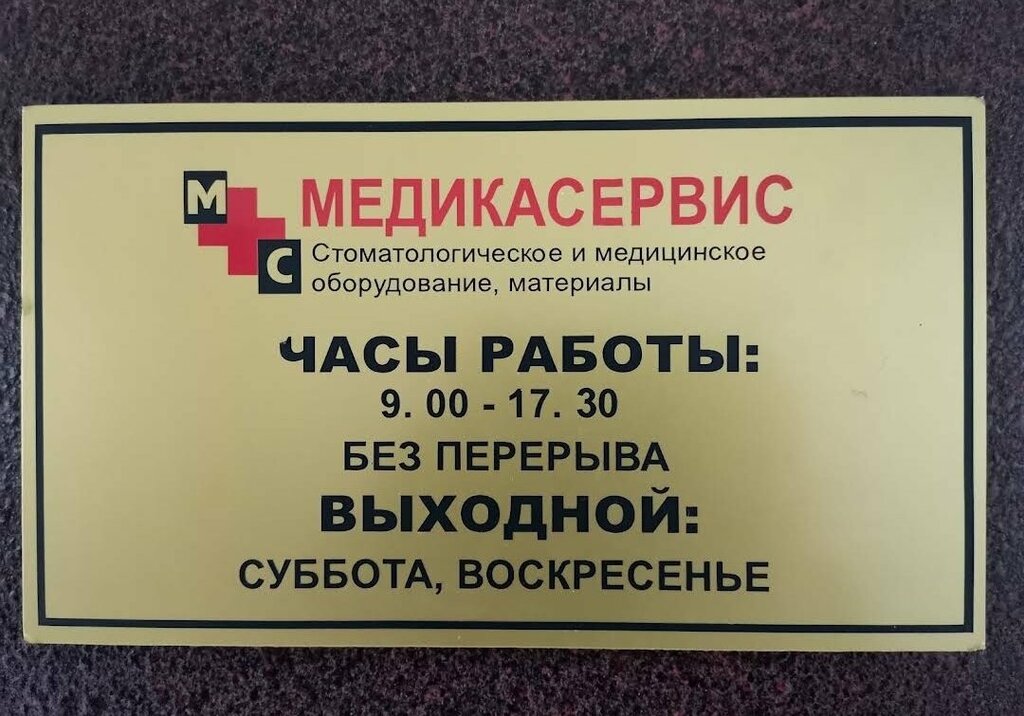 М МЕДИКАСЕРВИС
С Стоматологическое и медицинское
оборудование, материалы
ЧАСЫ РАБОТЫ:
9. 00 - 17. 30
БЕЗ ПЕРЕРЫВА
ВЫХОДНОЙ:
СУББОТА, ВОСКРЕСЕНЬЕ